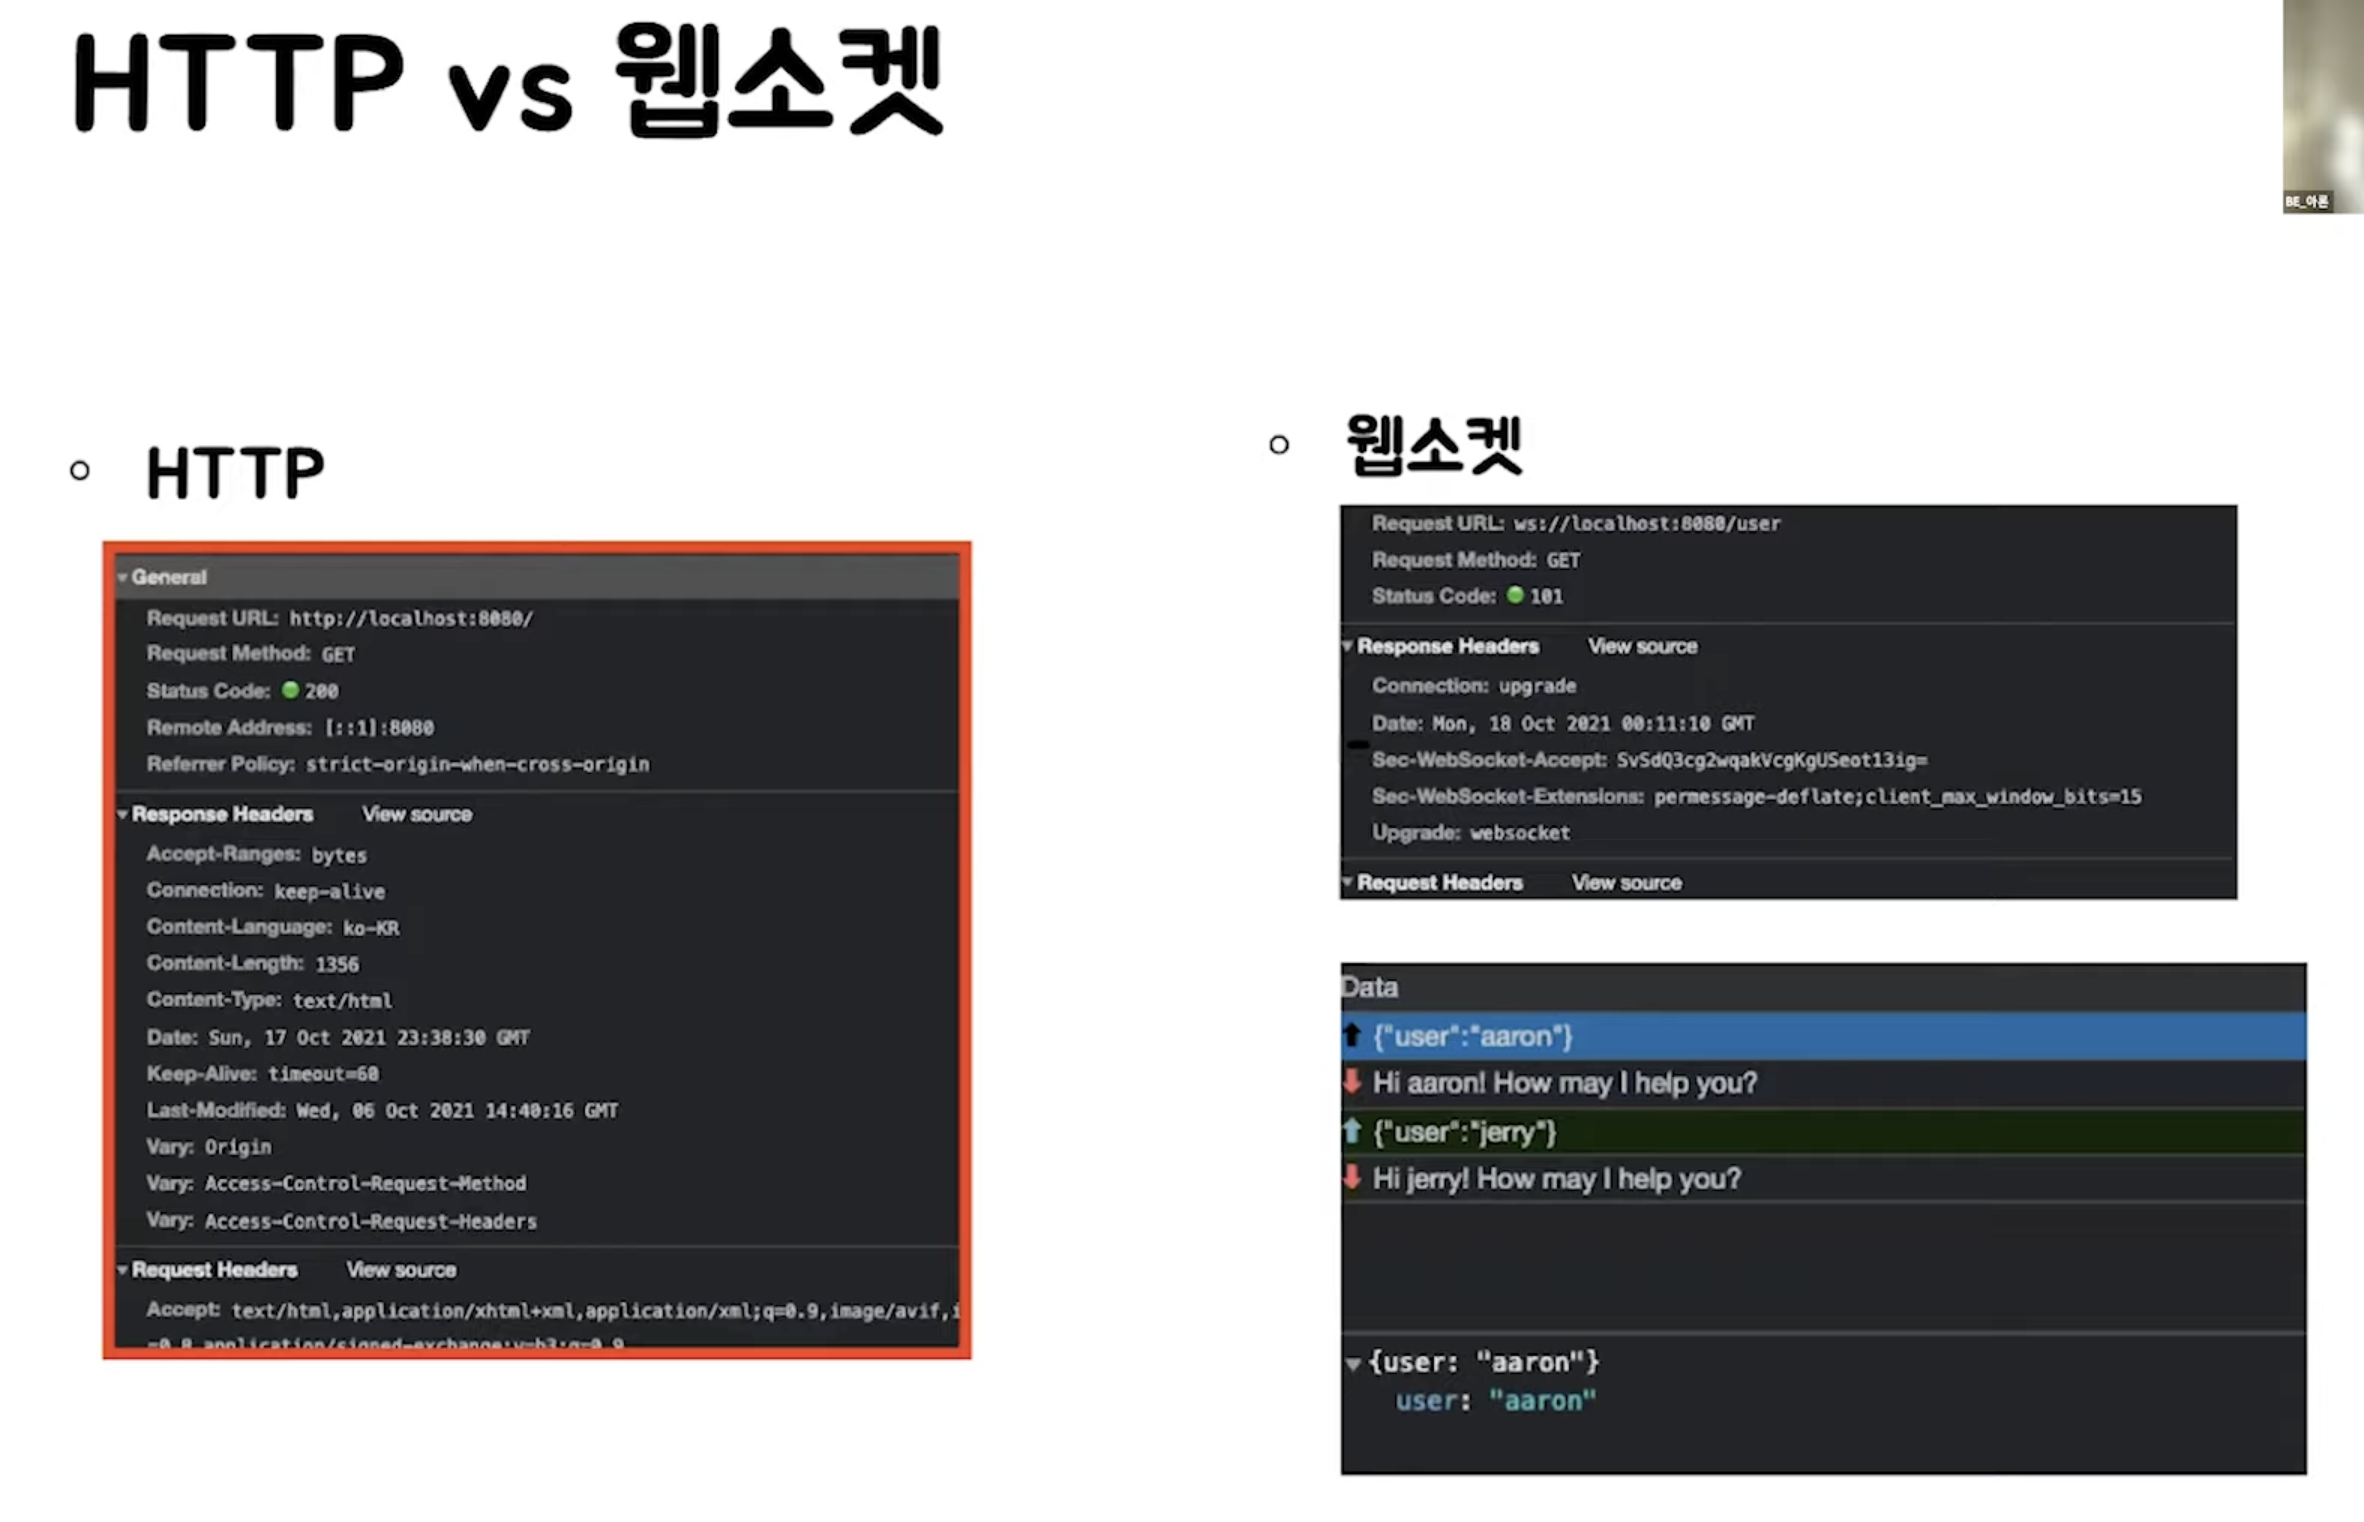 HTTP vs 웹소켓
BE_아론
HTTP
General
Request URL: http://localhost:8080/
Request Method: GET
Status Code: 200
Remote Address: [::1]:8080
Referrer Policy: strict-origin-when-cross-origin
Response Headers View source
Accept-Ranges: bytes
Connection: keep-alive
Content-Language: ko-KR
Content-Length: 1356
Content-Type: text/html
Date: Sun, 17 Oct 2021 23:38:30 GMT
Keep-Alive: timeout=60
Last-Modified: Wed, 06 Oct 2021 14:40:16 GMT
Vary: Origin
Vary: Access-Control-Request-Method
Vary: Access-Control-Request-Headers
Request Headers View source
Accept: text/html,application/xhtml+xml,application/xml;q=0.9,image/avif,i
=0.8,application/signed-exchange;v=b3;q=0.9
웹소켓
Request URL: ws://localhost:8080/user
Request Method: GET
Status Code: 101
Response Headers View source
Connection: upgrade
Date: Mon, 18 Oct 2021 00:11:10 GMT
Sec-WebSocket-Accept: SvSdQ3cg2wqakVcgKgUSeot13ig=
Sec-WebSocket-Extensions: permessage-deflate;client_max_window_bits=15
Upgrade: websocket
Request Headers View source
Data
{"user":"aaron"}
Hi aaron! How may I help you?
{"user":"jerry"}
Hi jerry! How may I help you?
{user: "aaron"}
user: "aaron"